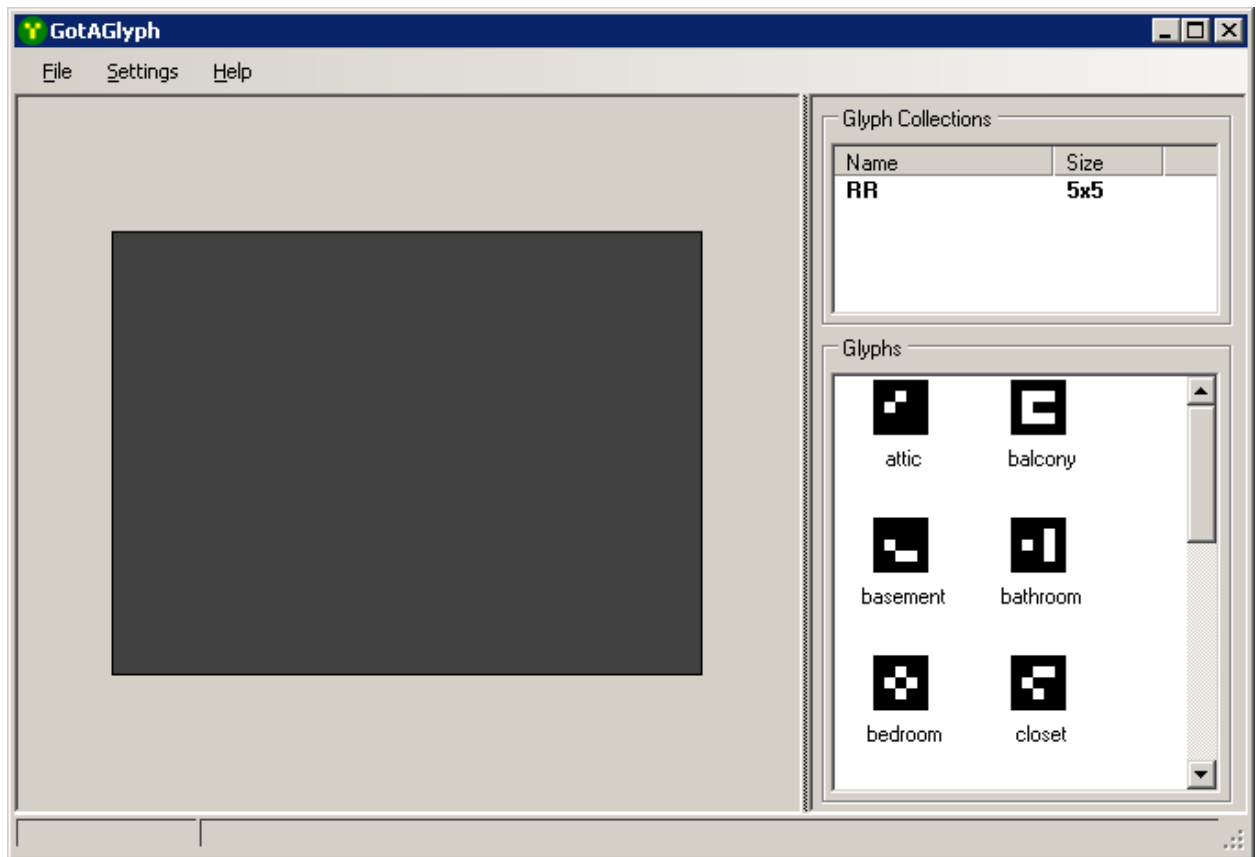 GotAGlyph
File Settings Help
Glyph Collections
Name Size
RR 5x5
Glyphs
attic balcony
basement bathroom
bedroom closet